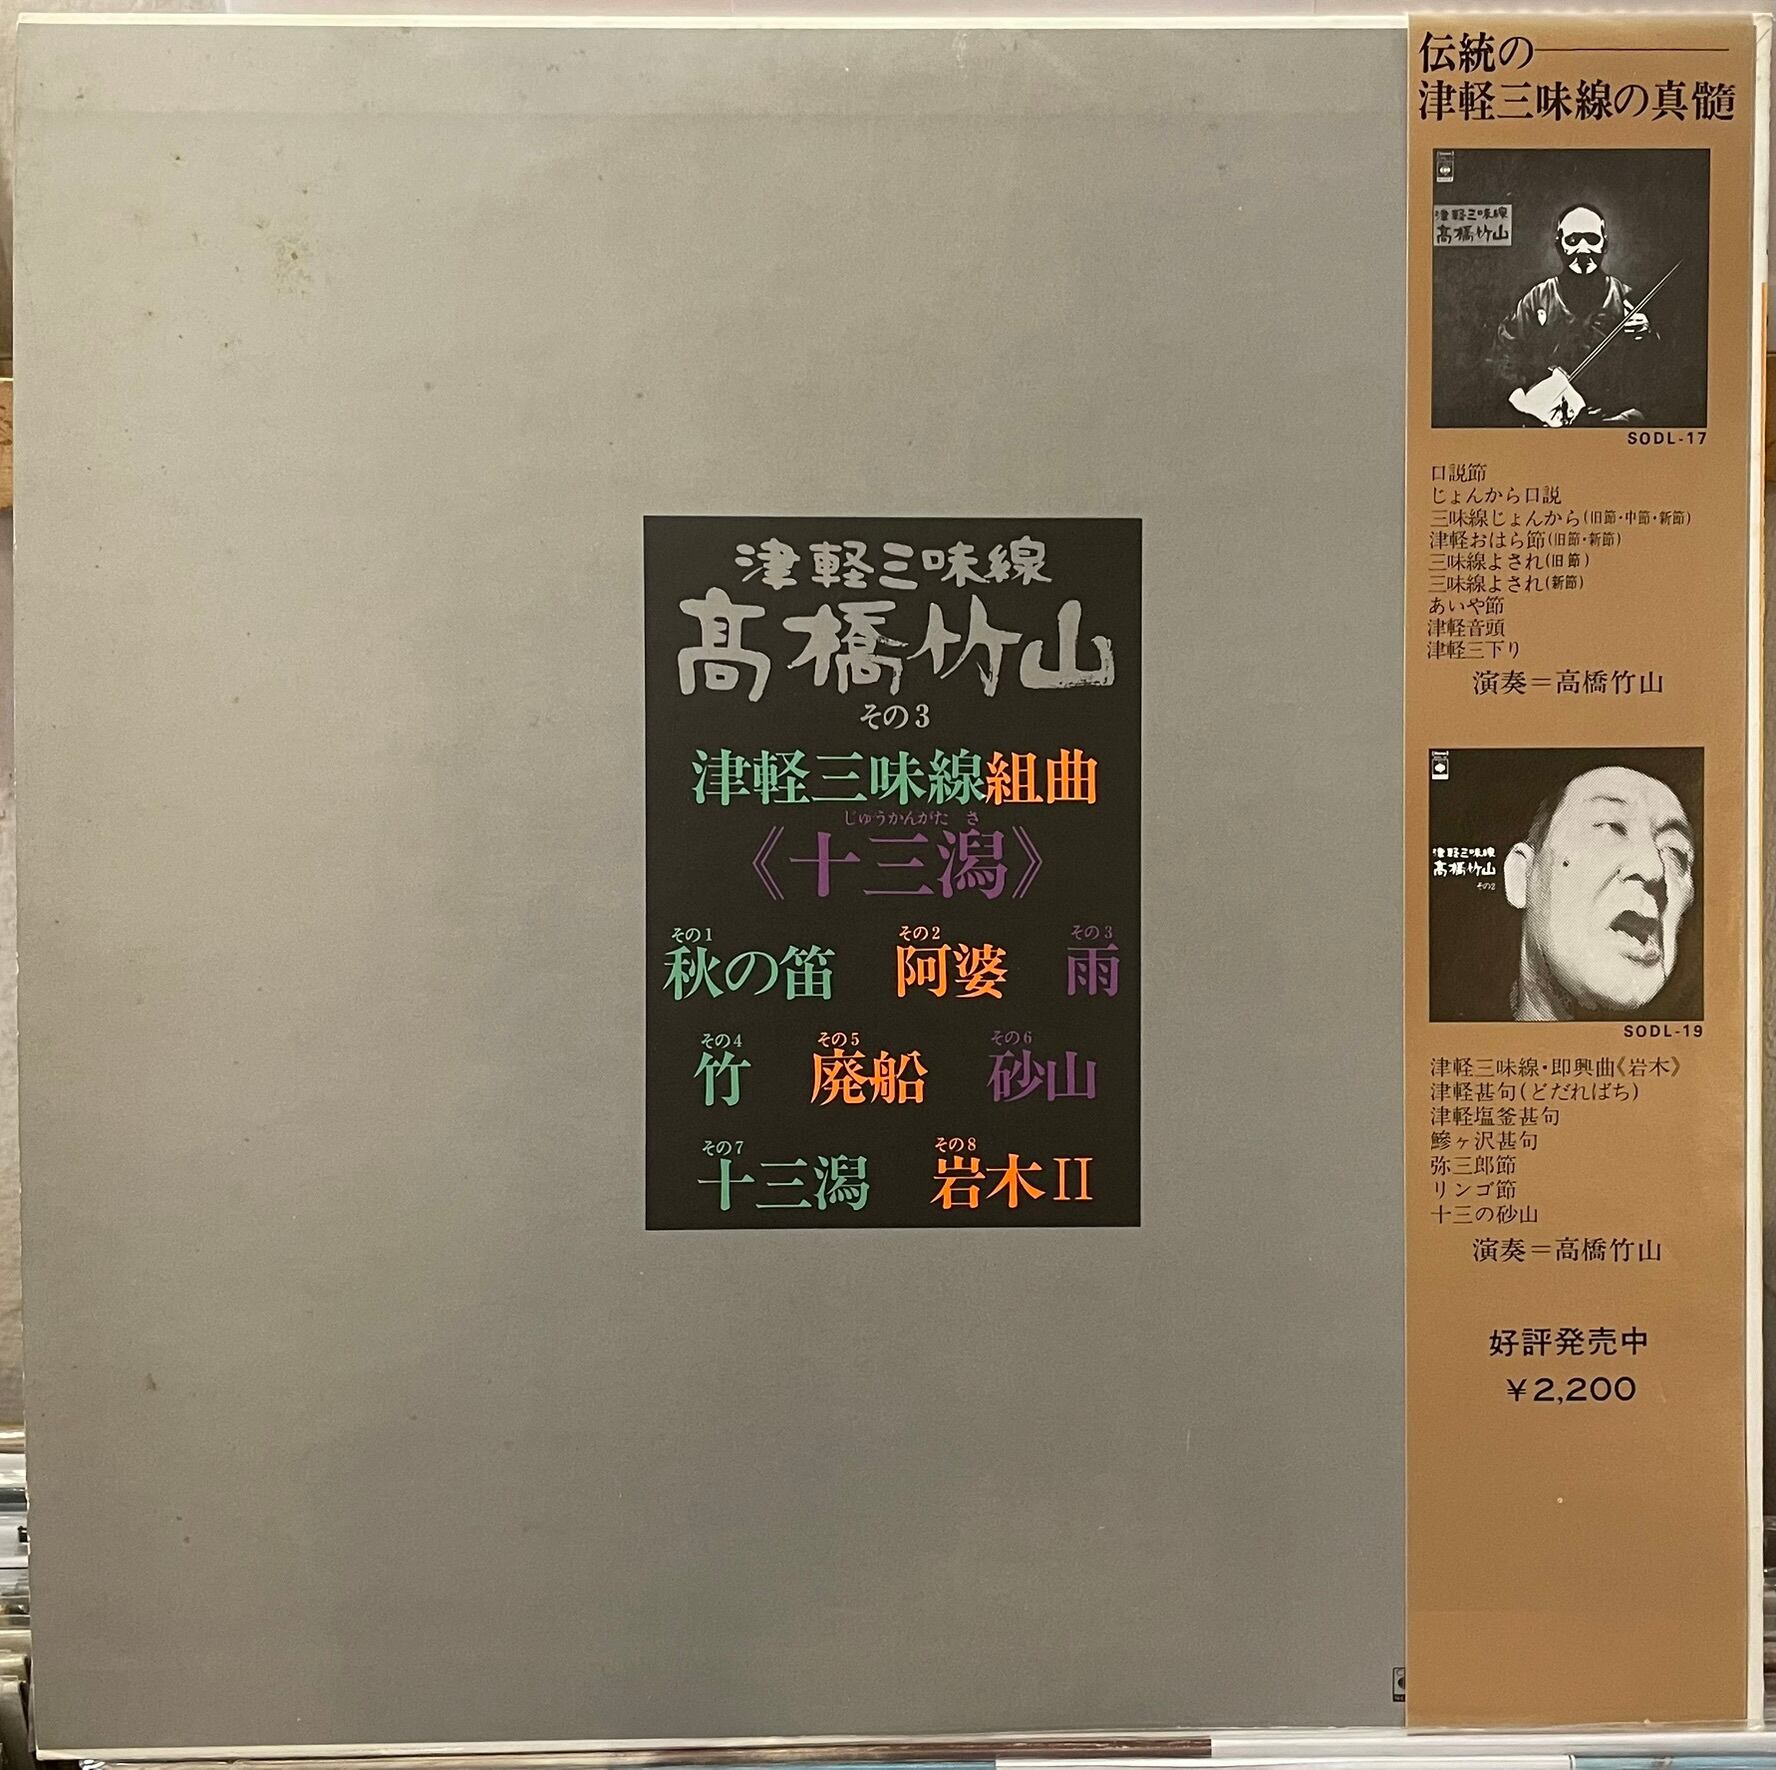 津軽三味線
高橋竹山
その3
津軽三味線組曲
じゅうかんがた さ
《十三潟》
その1 その2 その3
秋の笛 阿婆 雨
その4 その5 その6
竹 廃船 砂山
その7 その8
十三潟 岩木II
伝統の
津軽三味線の真髄
津軽三味線
高橋竹山
SODL-17
口説節
じょんから口説
三味線じょんから(旧節・中節・新節)
津軽おはら節(旧節・新節)
三味線よされ(旧節)
三味線よされ(新節)
あいや節
津軽音頭
津軽三下り
演奏=高橋竹山
津軽三味線
高橋竹山
その2
SODL-19
津軽三味線・即興曲《岩木》
津軽甚句(どだればち)
津軽塩釜甚句
鰺ヶ沢甚句
弥三郎節
リンゴ節
十三の砂山
演奏=高橋竹山
好評発売中
¥2,200